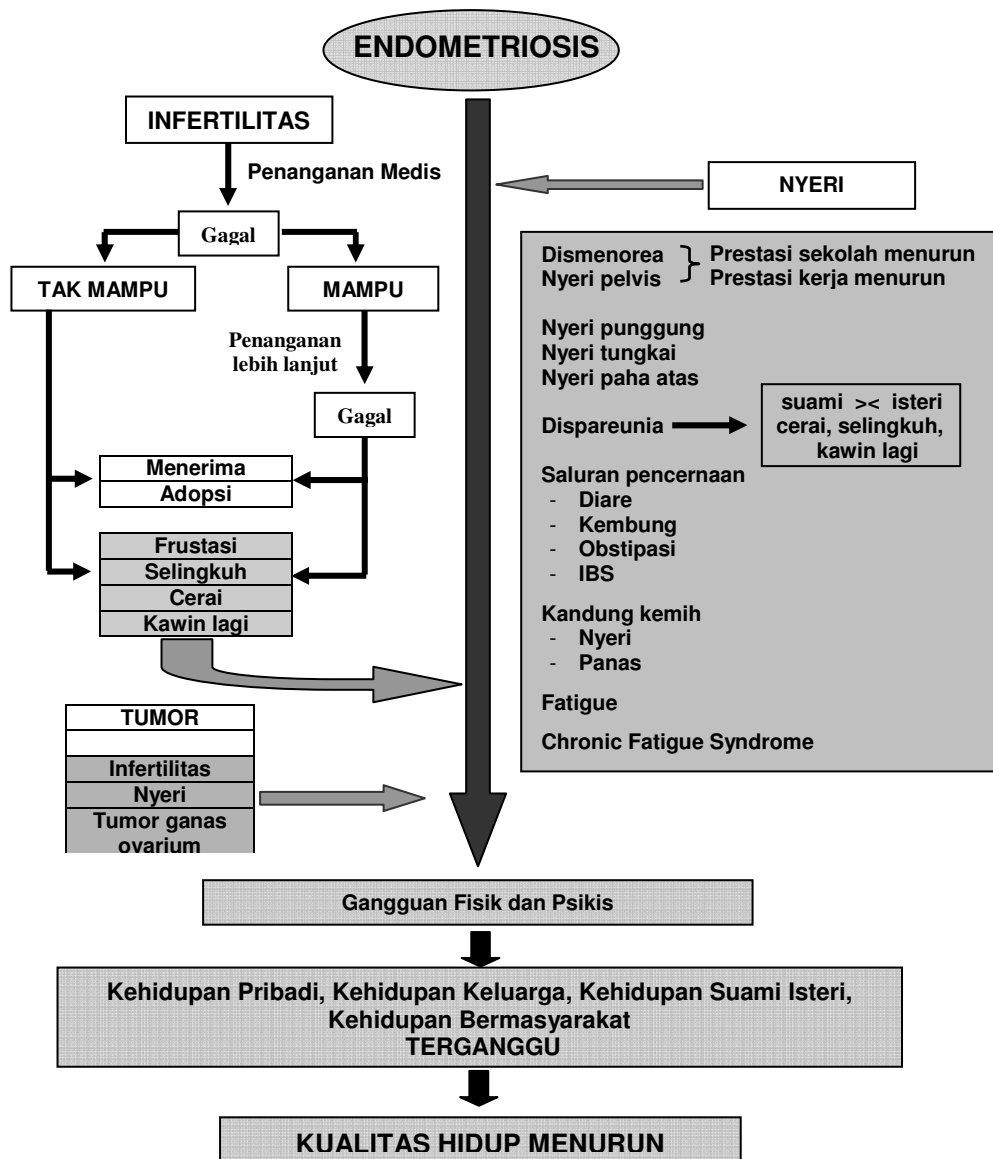 ENDOMETRIOSIS
INFERTILITAS
Penanganan Medis
Gagal
TAK MAMPU
MAMPU
Penanganan
lebih lanjut
Gagal
Menerima
Adopsi
Frustasi
Selingkuh
Cerai
Kawin lagi
TUMOR
Infertilitas
Nyeri
Tumor ganas
ovarium
NYERI
Dismenorea
Nyeri pelvis
Prestasi sekolah menurun
Prestasi kerja menurun
Nyeri punggung
Nyeri tungkai
Nyeri paha atas
Dispareunia
suami >< isteri
cerai, selingkuh,
kawin lagi
Saluran pencernaan
- Diare
- Kembung
- Obstipasi
- IBS
Kandung kemih
- Nyeri
- Panas
Fatigue
Chronic Fatigue Syndrome
Gangguan Fisik dan Psikis
Kehidupan Pribadi, Kehidupan Keluarga, Kehidupan Suami Isteri,
Kehidupan Bermasyarakat
TERGANGGU
KUALITAS HIDUP MENURUN